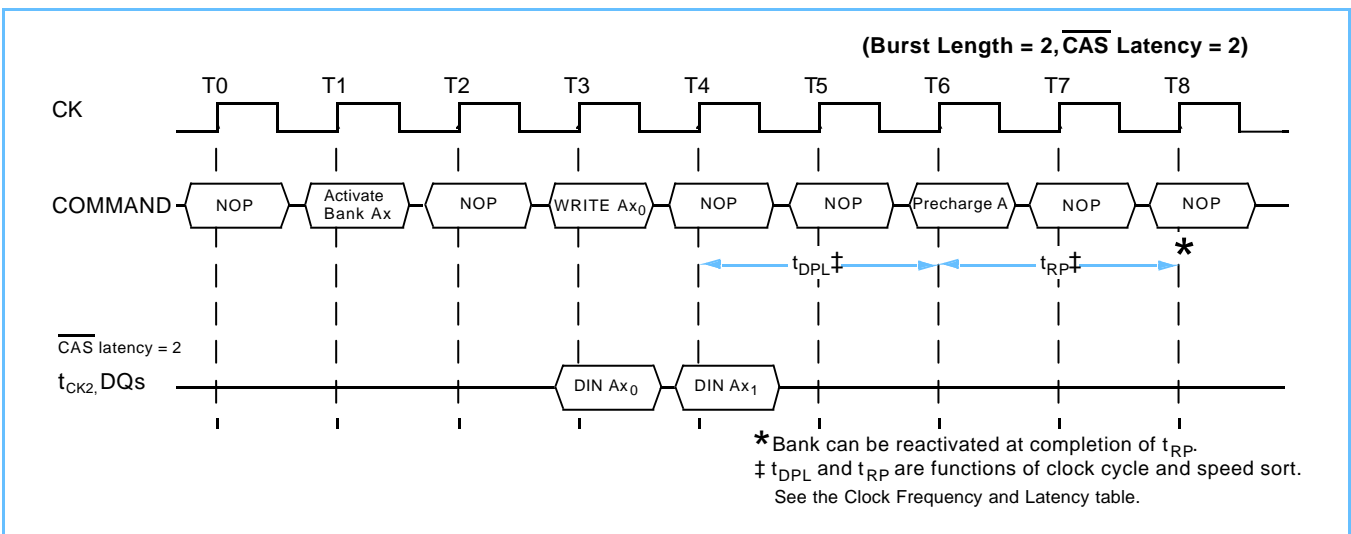 (Burst Length = 2, CAS Latency = 2)
T0 T1 T2 T3 T4 T5 T6 T7 T8
CK
COMMAND NOP Activate Bank Ax NOP WRITE Ax0 NOP NOP Precharge A NOP NOP
*
tDPL‡ tRP‡
CAS latency = 2
tCK2, DQs DIN Ax0 DIN Ax1
* Bank can be reactivated at completion of tRP.
‡ tDPL and tRP are functions of clock cycle and speed sort.
See the Clock Frequency and Latency table.